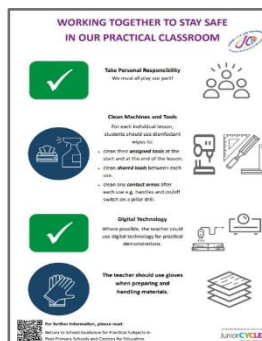 WORKING TOGETHER TO STAY SAFE
IN OUR PRACTICAL CLASSROOM
Take Personal Responsibility
We must all play our part!
Clean Machines and Tools
For each individual lesson,
students should use disinfectant
wipes to:
- clean their assigned tools at the
start and at the end of the lesson.
- clean shared tools between each
use.
- clean any contact areas after
each use e.g. handles and on/off
switch on a pillar drill.
Digital Technology
Where possible, the teacher could
use digital technology for practical
demonstrations.
The teacher should use gloves
when preparing and
handling materials.
For further information, please read:
Return to School Guidance for Practical Subjects in
Post-Primary Schools and Centres for Education
JuniorCYCLE